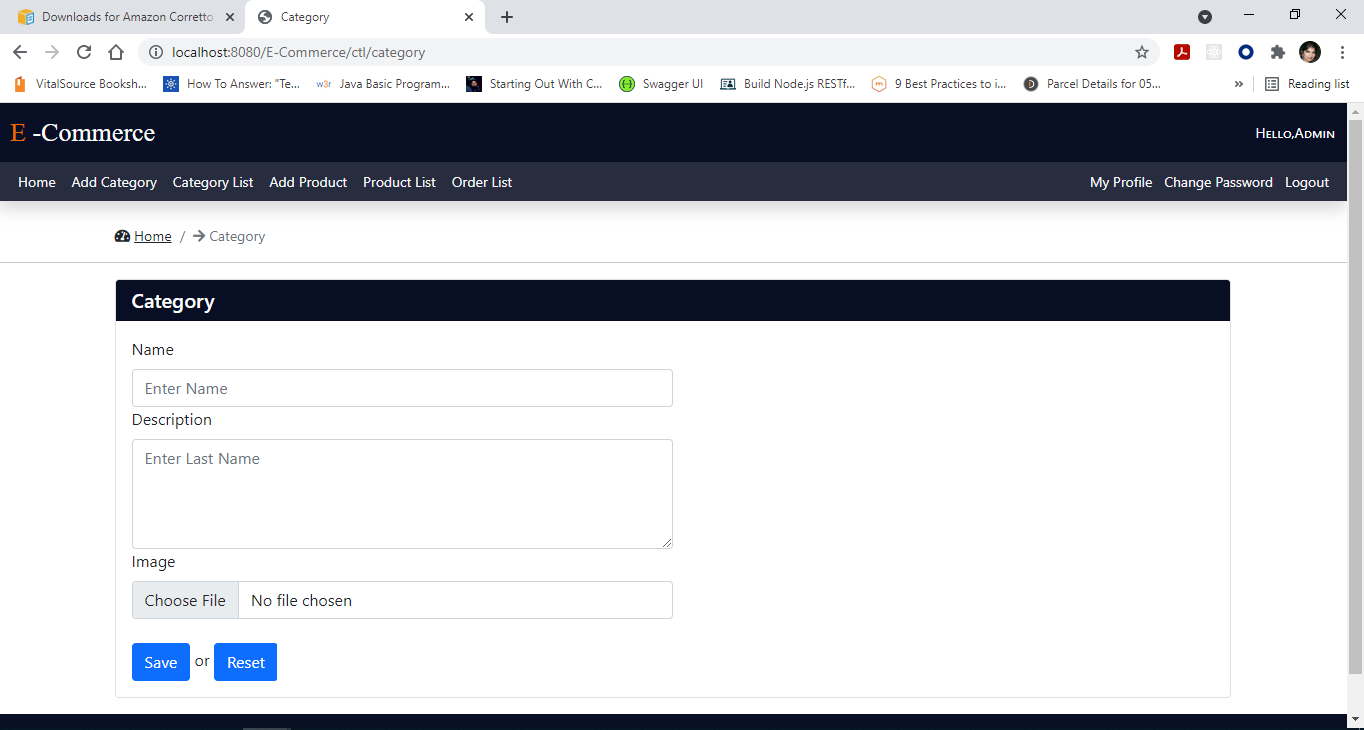 Downloads for Amazon Corretto
Category
localhost:8080/E-Commerce/ctl/category
VitalSource Booksh... How To Answer: "Te... w3r Java Basic Program... Starting Out With C... Swagger UI Build Node.js RESTf... 9 Best Practices to i... D Parcel Details for 05... » Reading list
E -Commerce
Hello,Admin
Home Add Category Category List Add Product Product List Order List My Profile Change Password Logout
Home / Category
Category
Name
Enter Name
Description
Enter Last Name
Image
Choose File No file chosen
Save or Reset